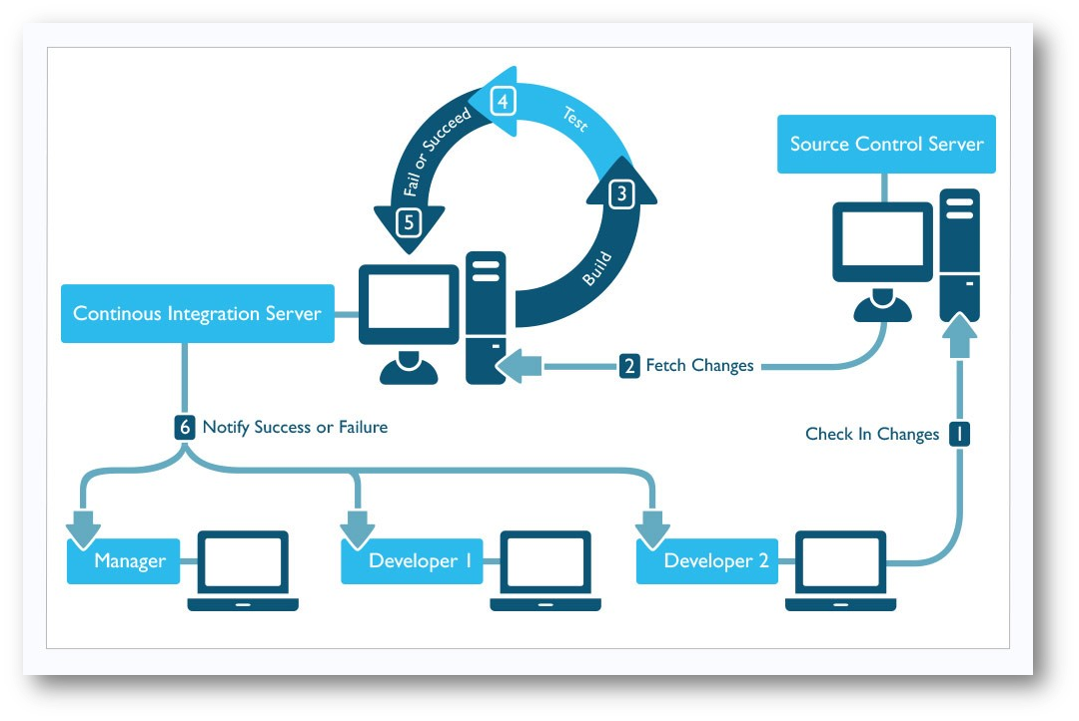 4
Test
Fail or Succeed
Source Control Server
3
5
Build
Continous Integration Server
2 Fetch Changes
6 Notify Success or Failure
Check In Changes 1
Manager
Developer 1
Developer 2